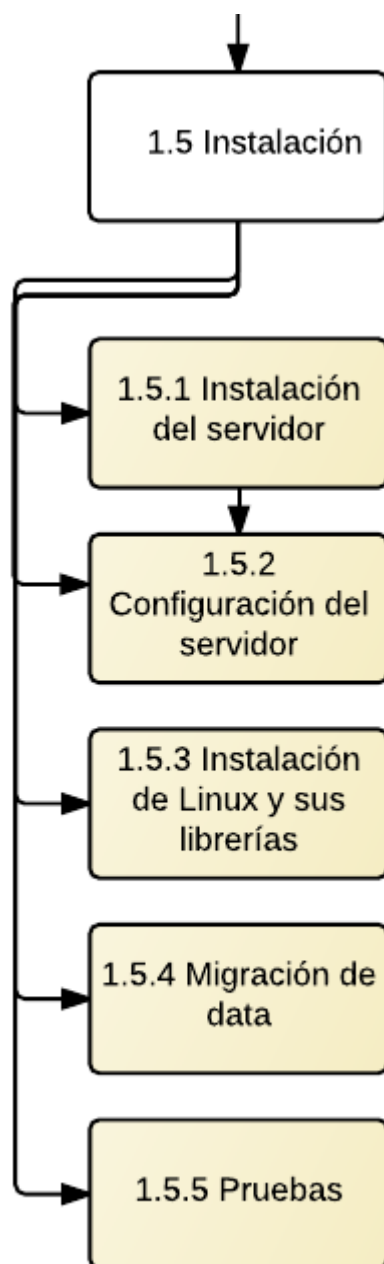 1.5 Instalación
1.5.1 Instalación
del servidor
1.5.2
Configuración del
servidor
1.5.3 Instalación
de Linux y sus
librerías
1.5.4 Migración de
data
1.5.5 Pruebas